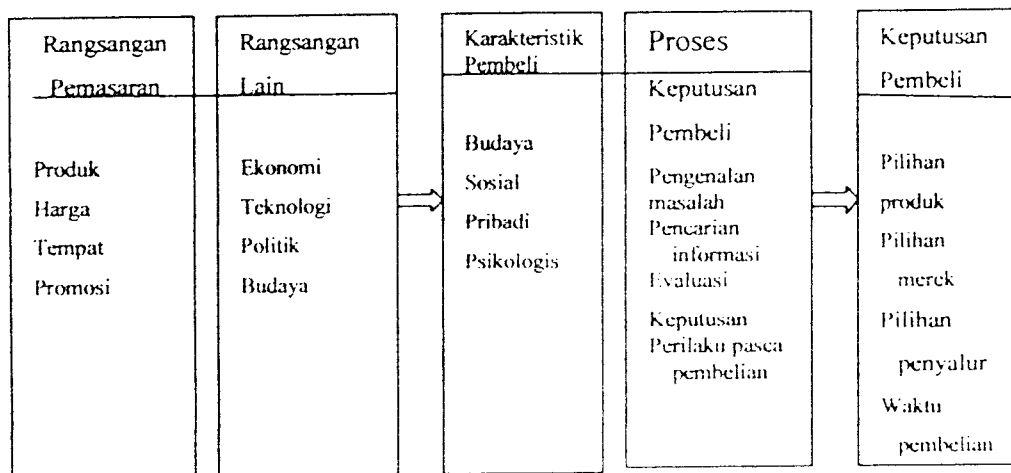 Rangsangan
Pemasaran
Produk
Harga
Tempat
Promosi
Rangsangan
Lain
Ekonomi
Teknologi
Politik
Budaya
Karakteristik
Pembeli
Budaya
Sosial
Pribadi
Psikologis
Proses
Keputusan
Pembeli
Pengenalan
masalah
Pencarian
informasi
Evaluasi
Keputusan
Perilaku pasca
pembelian
Keputusan
Pembeli
Pilihan
produk
Pilihan
merek
Pilihan
penyalur
Waktu
pembelian